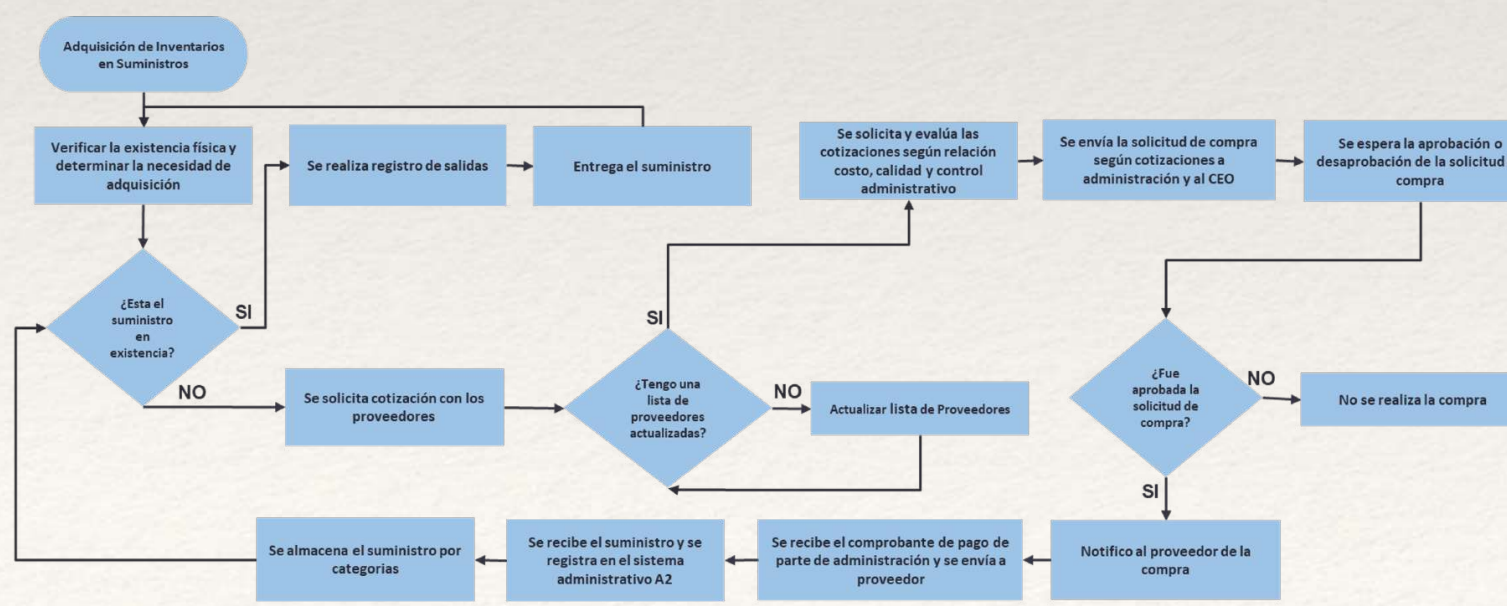 Adquisición de Inventarios
en Suministros
Verificar la existencia física y
determinar la necesidad de
adquisición
Se realiza registro de salidas
Entrega el suministro
Se solicita y evalúa las
cotizaciones según relación
costo, calidad y control
administrativo
Se envía la solicitud de compra
según cotizaciones a
administración y al CEO
Se espera la aprobación o
desaprobación de la solicitud
compra
¿Esta el
suministro
en
existencia?
SI
NO
Se solicita cotización con los
proveedores
SI
¿Tengo una
lista de
proveedores
actualizadas?
NO
Actualizar lista de Proveedores
¿Fue
aprobada la
solicitud de
compra?
NO
No se realiza la compra
SI
Notifico al proveedor de la
compra
Se recibe el comprobante de pago de
parte de administración y se envía a
proveedor
Se recibe el suministro y se
registra en el sistema
administrativo A2
Se almacena el suministro por
categorias